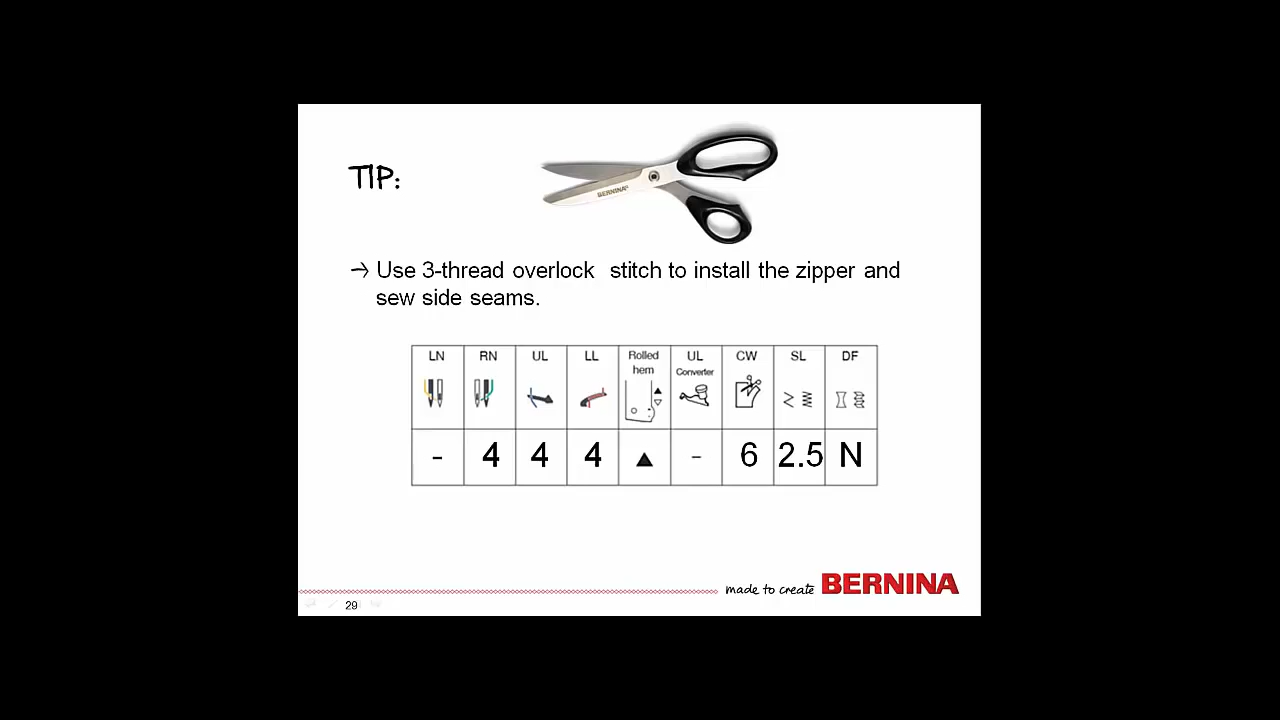 TIP:
BERNINA
→ Use 3-thread overlock stitch to install the zipper and
sew side seams.
LN RN UL LL Rolled hem UL Converter CW SL DF
- 4 4 4 ▲ - 6 2.5 N
made to create BERNINA
29